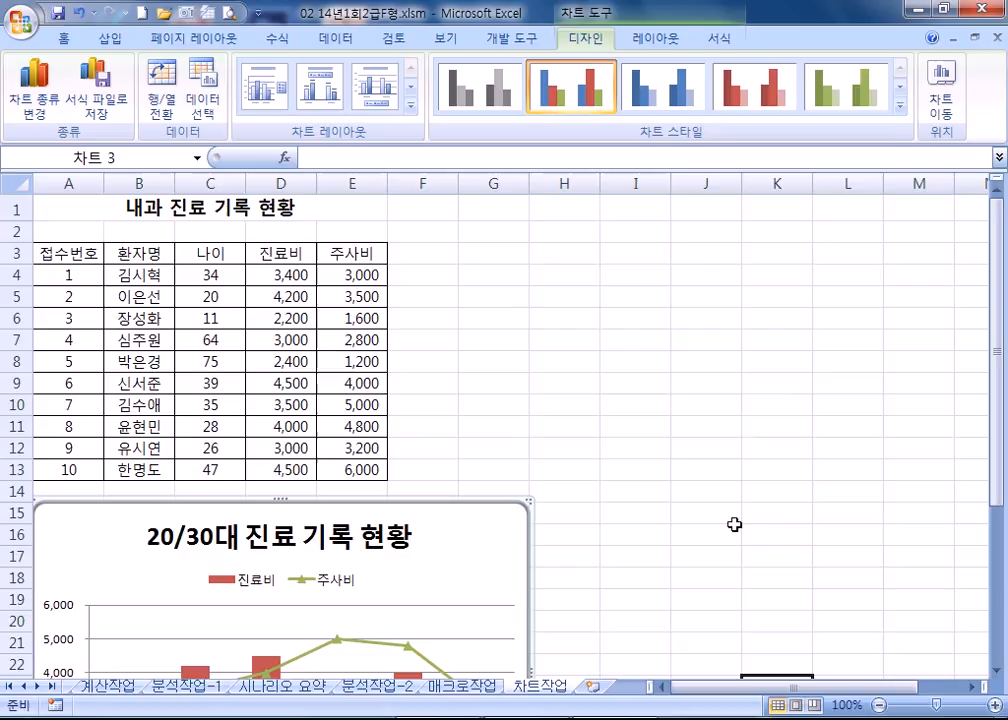 02 14년1회2급F형.xlsm - Microsoft Excel
차트 도구
홈 삽입 페이지 레이아웃 수식 데이터 검토 보기 개발 도구 디자인 레이아웃 서식
차트 종류 변경
서식 파일로 저장
행/열 전환
데이터 선택
차트 이동
종류 데이터 차트 레이아웃 차트 스타일 위치
차트 3 fx
A B C D E F G H I J K L M
1 내과 진료 기록 현황
2
3 접수번호 환자명 나이 진료비 주사비
4 1 김시혁 34 3,400 3,000
5 2 이은선 20 4,200 3,500
6 3 장성화 11 2,200 1,600
7 4 심주원 64 3,000 2,800
8 5 박은경 75 2,400 1,200
9 6 신서준 39 4,500 4,000
10 7 김수애 35 3,500 5,000
11 8 윤현민 28 4,000 4,800
12 9 유시연 26 3,000 3,200
13 10 한명도 47 4,500 6,000
14
15
16 20/30대 진료 기록 현황
17
18 진료비 주사비
19 6,000
20
21 5,000
22 4,000
계산작업 분석작업-1 시나리오 요약 분석작업-2 매크로작업 차트작업
준비 100%